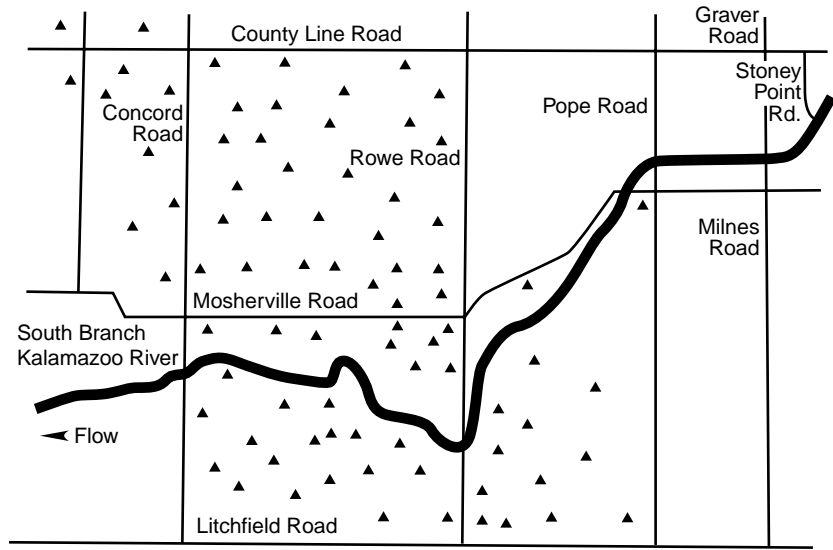 Graver
Road
County Line Road
Stoney
Point
Rd.
Concord
Road
Pope Road
Rowe Road
Milnes
Road
Mosherville Road
South Branch
Kalamazoo River
Flow
Litchfield Road